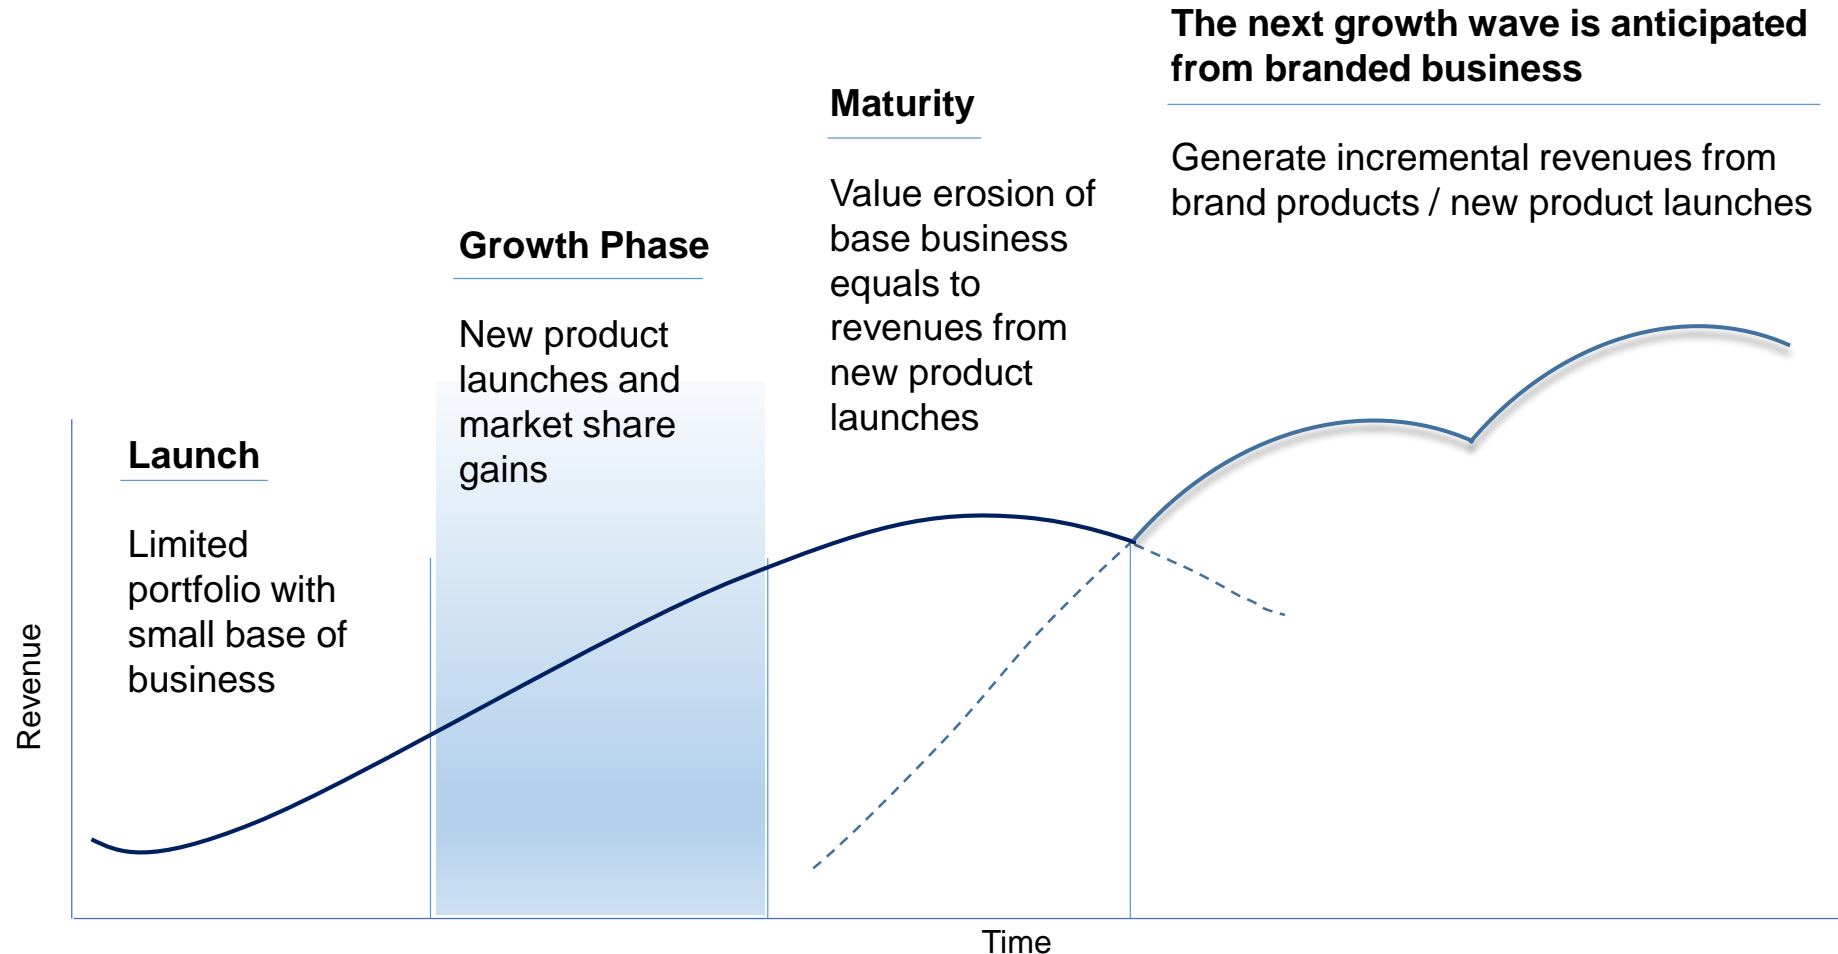 The next growth wave is anticipated
from branded business
Generate incremental revenues from
brand products / new product launches
Maturity
Value erosion of
base business
equals to
revenues from
new product
launches
Growth Phase
New product
launches and
market share
gains
Launch
Limited
portfolio with
small base of
business
Revenue
Time